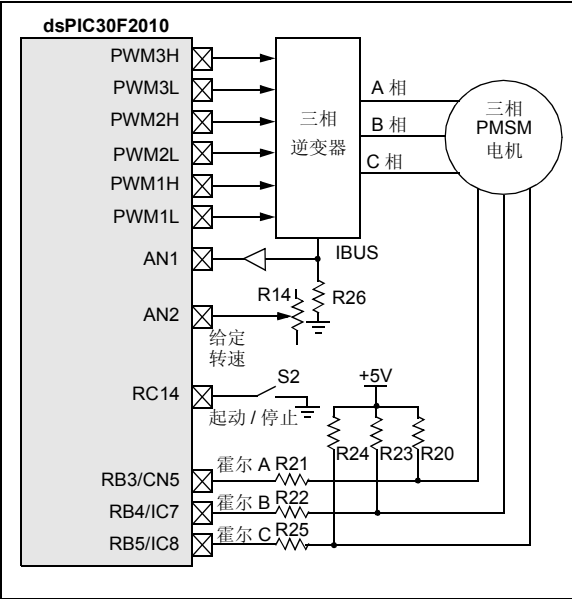 dsPIC30F2010
PWM3H
PWM3L
PWM2H
PWM2L
PWM1H
PWM1L
AN1
AN2
RC14
RB3/CN5
RB4/IC7
RB5/IC8
三相
逆变器
A 相
B 相
C 相
三相
PMSM
电机
IBUS
R14
R26
给定
转速
S2
起动 / 停止
+5V
R24
R23
R20
霍尔 A R21
霍尔 B R22
霍尔 C R25